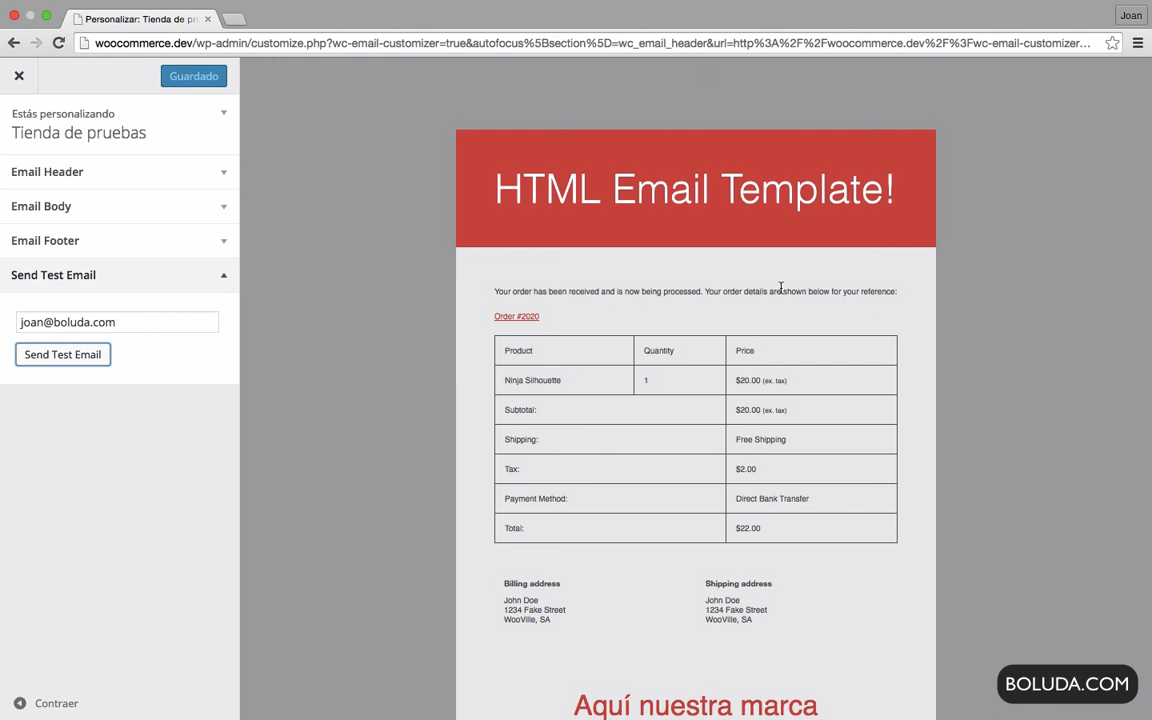 Personalizar: Tienda de pr
Joan
woocommerce.dev/wp-admin/customize.php?wc-email-customizer=true&autofocus%5Bsection%5D=wc_email_header&url=http%3A%2F%2Fwoocommerce.dev%2F%3Fwc-email-customizer...
Guardado
Estás personalizando
Tienda de pruebas
Email Header
Email Body
Email Footer
Send Test Email
joan@boluda.com
Send Test Email
Contraer
HTML Email Template!
Your order has been received and is now being processed. Your order details are shown below for your reference:
Order #2020
Product Quantity Price
Ninja Silhouette 1 $20.00 (ex. tax)
Subtotal: $20.00 (ex. tax)
Shipping: Free Shipping
Tax: $2.00
Payment Method: Direct Bank Transfer
Total: $22.00
Billing address
John Doe
1234 Fake Street
WooVille, SA
Shipping address
John Doe
1234 Fake Street
WooVille, SA
Aquí nuestra marca
BOLUDA.COM